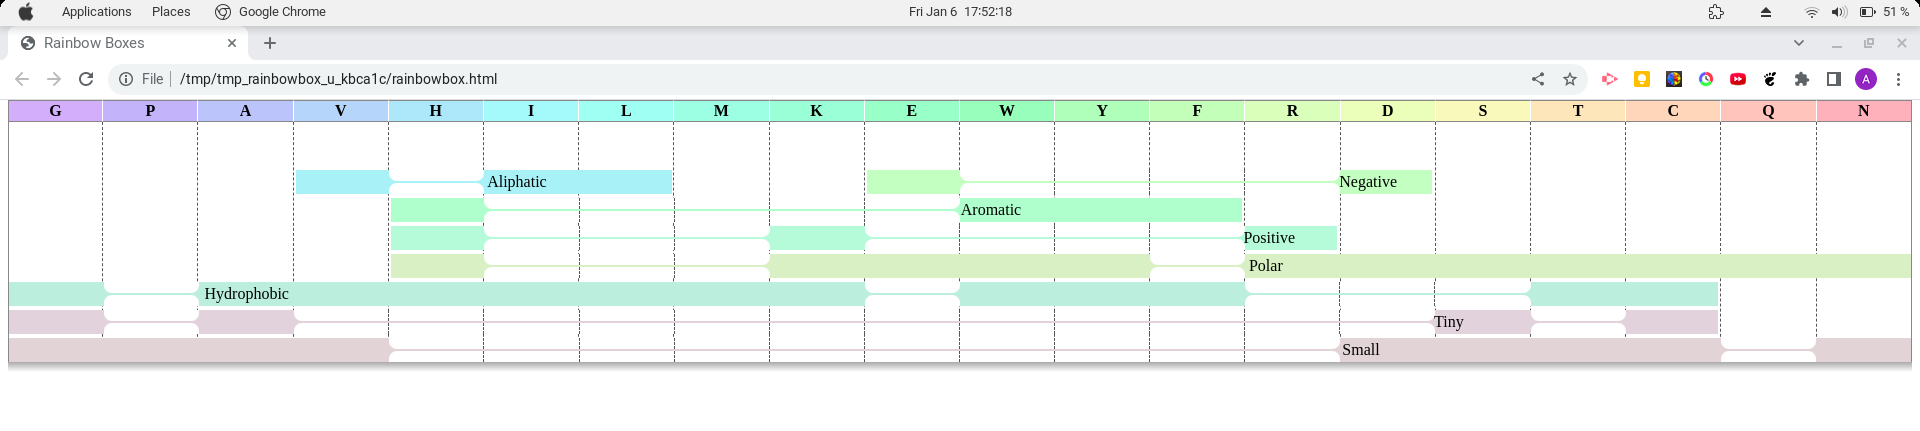 Applications Places Google Chrome Fri Jan 6 17:52:18 51 %
Rainbow Boxes
File /tmp/tmp_rainbowbox_u_kbca1c/rainbowbox.html A
G P A V H I L M K E W Y F R D S T C Q N
Aliphatic Negative
Aromatic
Positive
Polar
Hydrophobic
Tiny
Small